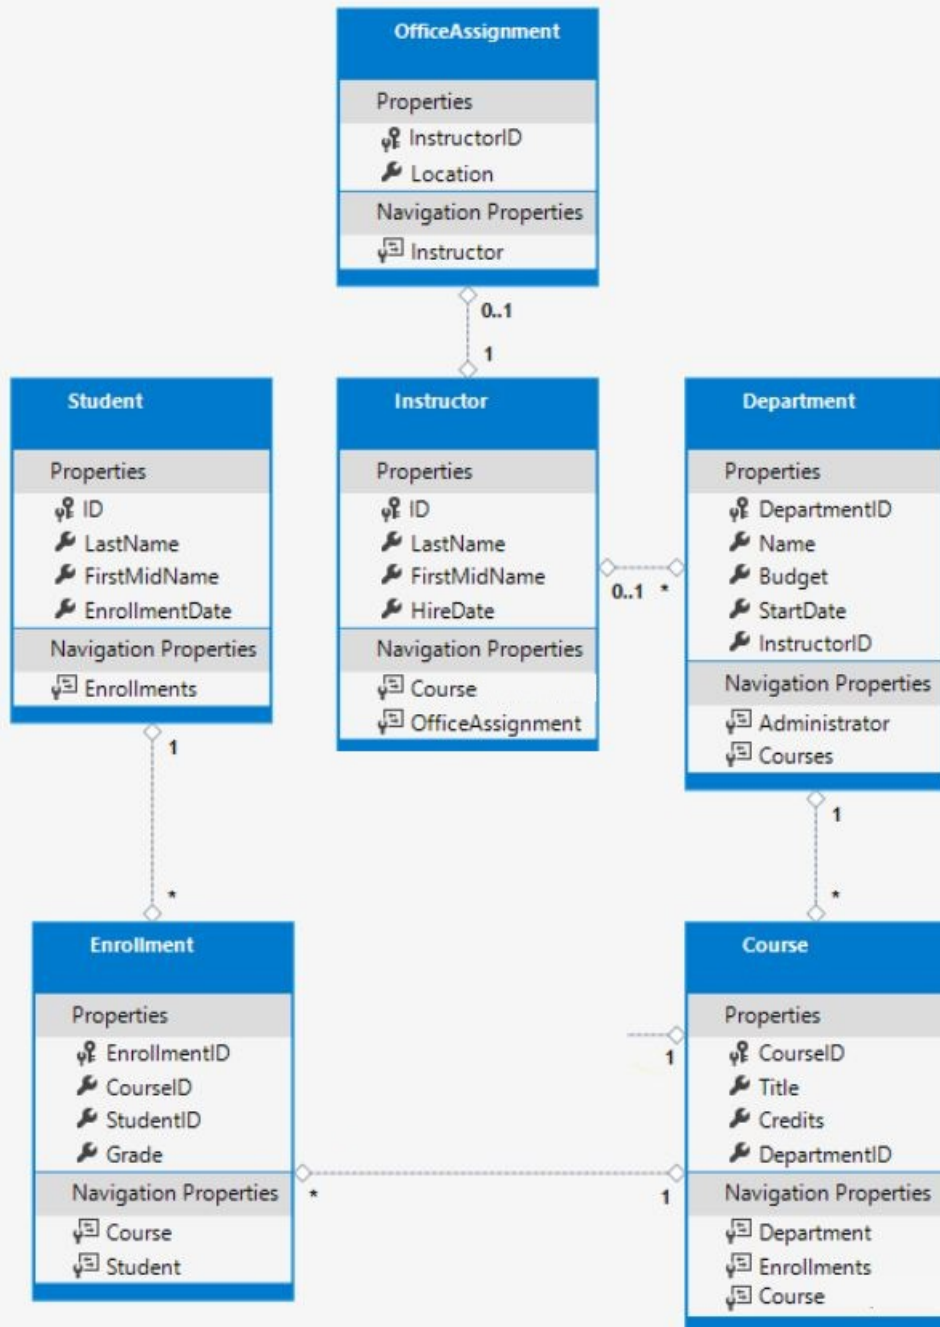 OfficeAssignment
Properties
InstructorID
Location
Navigation Properties
Instructor
0..1
1
Student
Properties
ID
LastName
FirstMidName
EnrollmentDate
Navigation Properties
Enrollments
Instructor
Properties
ID
LastName
FirstMidName
HireDate
Navigation Properties
Course
OfficeAssignment
0..1 *
Department
Properties
DepartmentID
Name
Budget
StartDate
InstructorID
Navigation Properties
Administrator
Courses
1
*
1
*
Enrollment
Properties
EnrollmentID
CourseID
StudentID
Grade
Navigation Properties
Course
Student
* 1
1
Course
Properties
CourseID
Title
Credits
DepartmentID
Navigation Properties
Department
Enrollments
Course